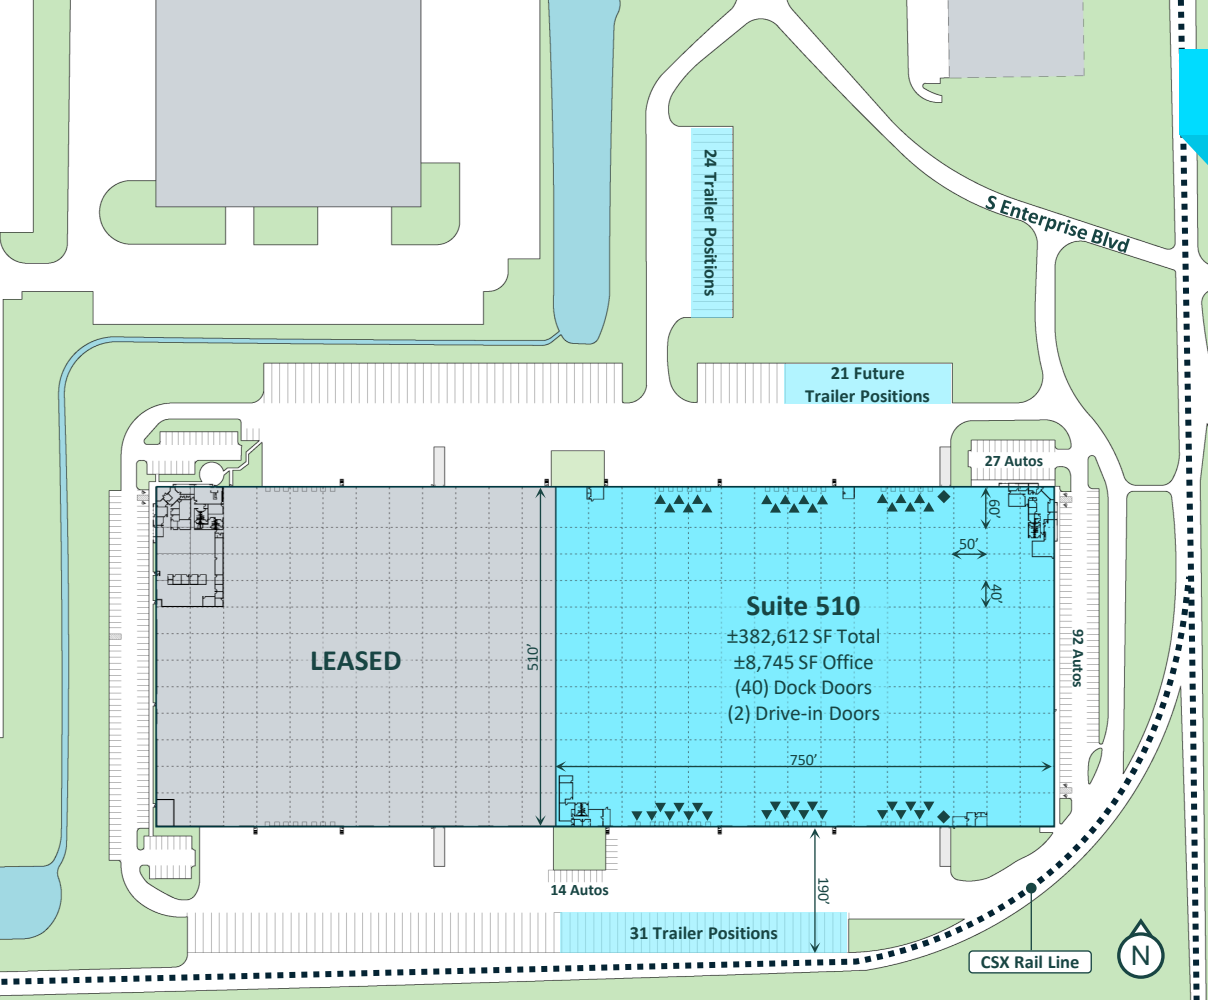 24 Trailer Positions
S Enterprise Blvd
21 Future
Trailer Positions
27 Autos
60'
50'
40'
Suite 510
±382,612 SF Total
±8,745 SF Office
(40) Dock Doors
(2) Drive-in Doors
LEASED
510'
92 Autos
750'
190'
14 Autos
31 Trailer Positions
CSX Rail Line
N